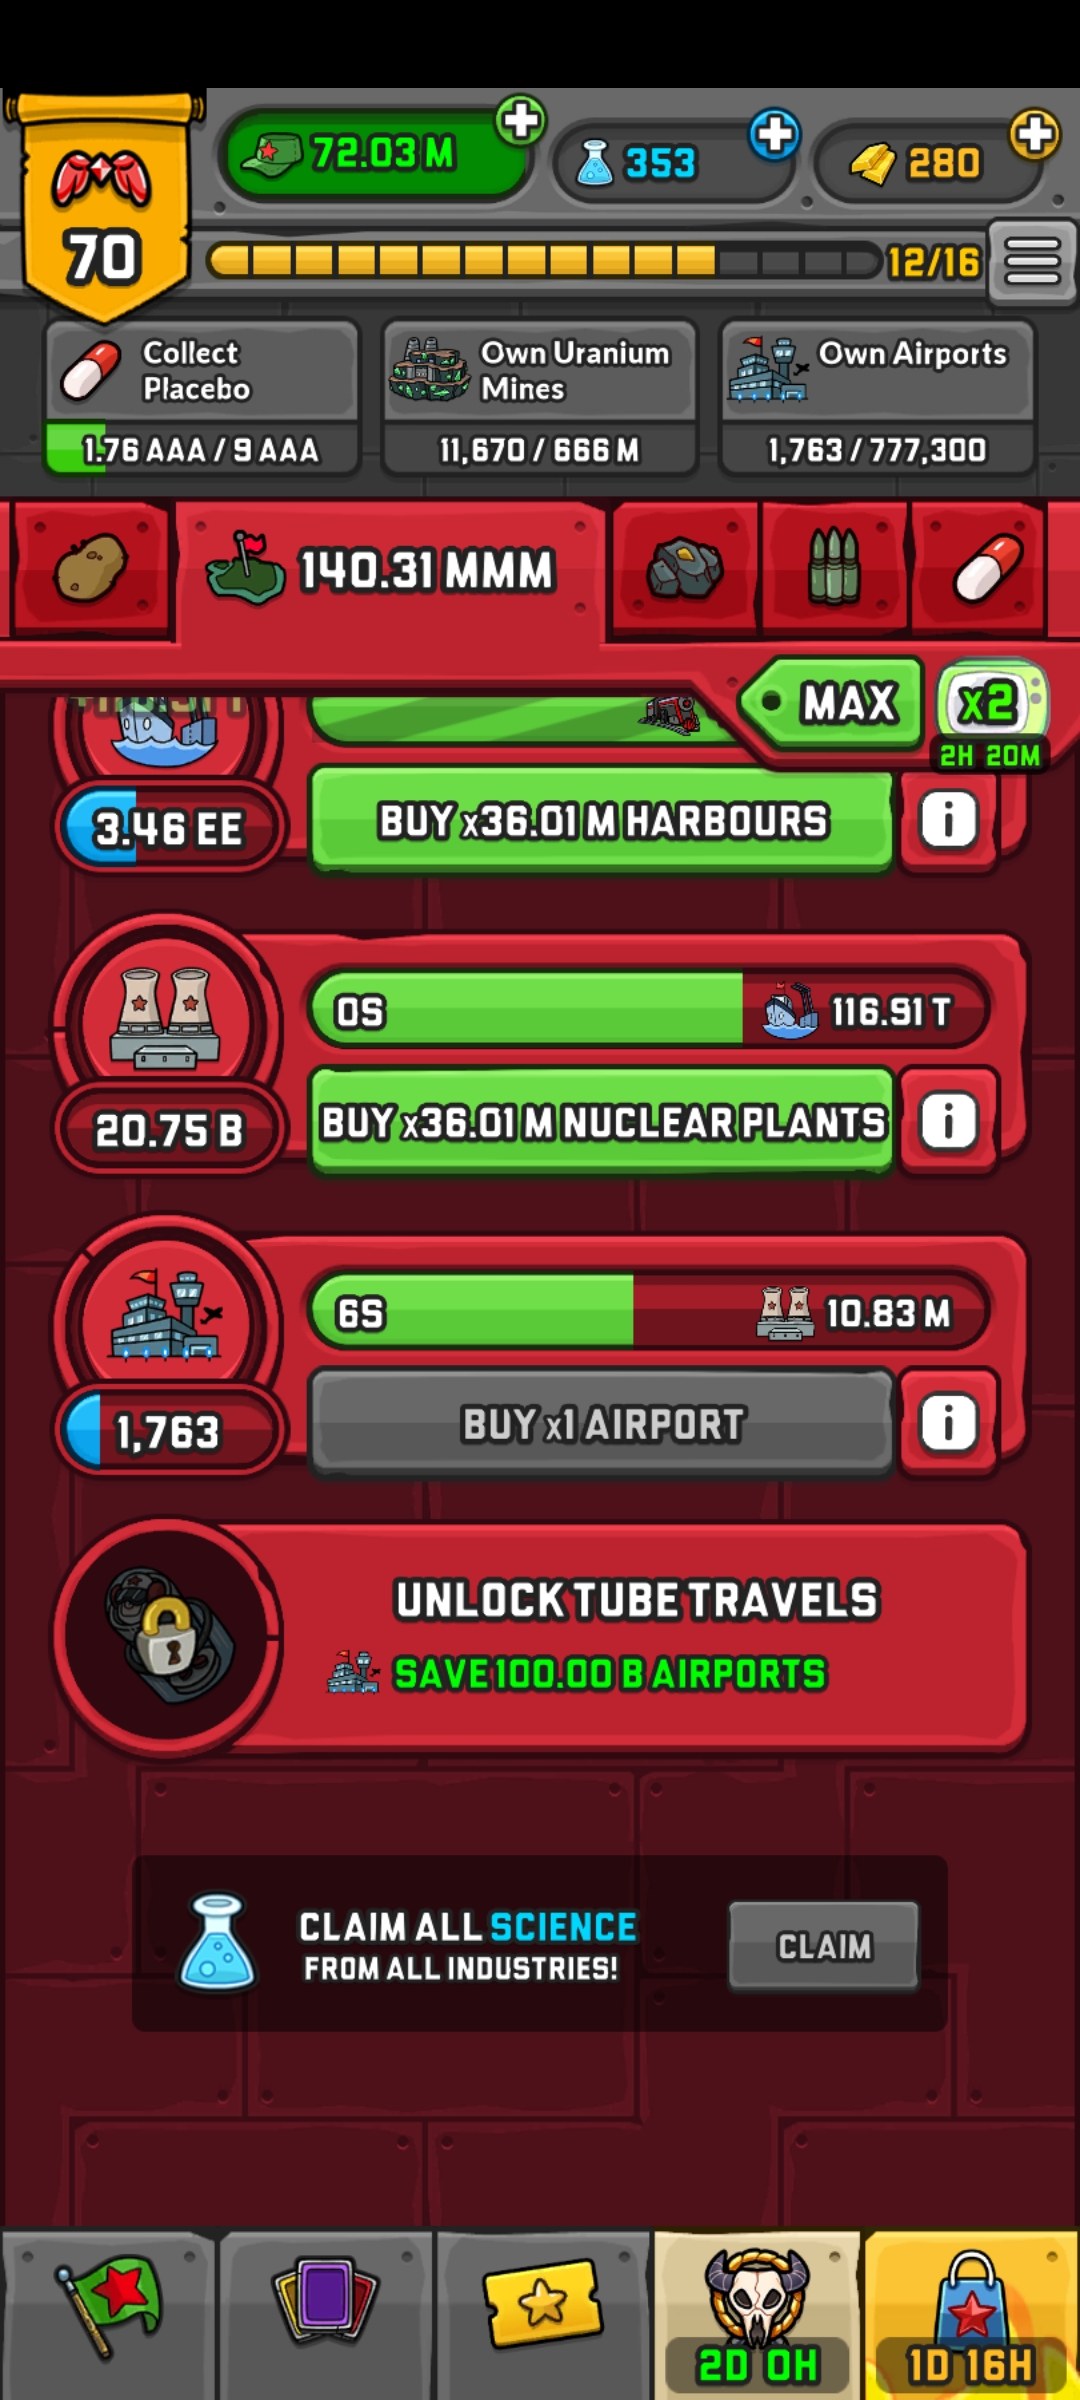 72.03 M
353
280
70
12/16
Collect
Placebo
1.76 AAA / 9 AAA
Own Uranium
Mines
11,670 / 666 M
Own Airports
1,763 / 777,300
140.31 MMM
MAX
x2
2H 20M
3.46 EE
BUY x36.01 M HARBOURS
i
0S
116.91 T
20.75 B
BUY x36.01 M NUCLEAR PLANTS
i
6S
10.83 M
1,763
BUY x1 AIRPORT
i
UNLOCK TUBE TRAVELS
SAVE 100.00 B AIRPORTS
CLAIM ALL SCIENCE
FROM ALL INDUSTRIES!
CLAIM
2D 0H
1D 16H